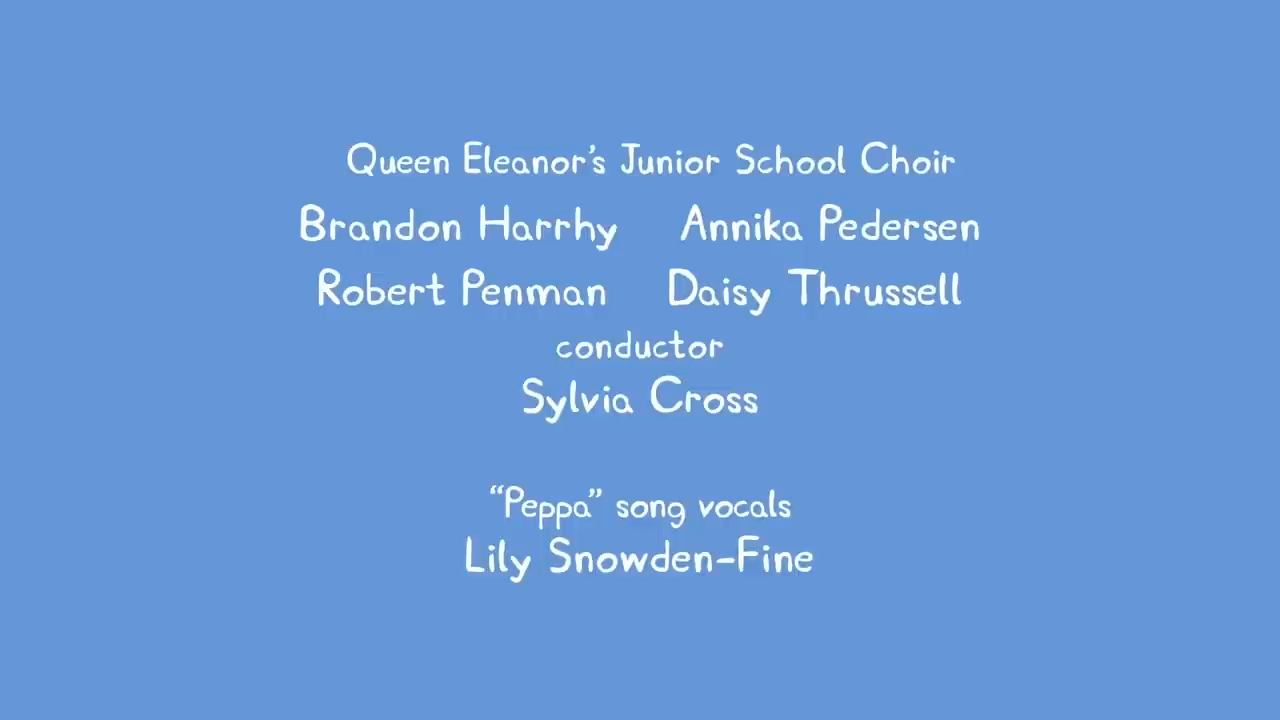 Queen Eleanor's Junior School Choir
Brandon Harrhy Annika Pedersen
Robert Penman Daisy Thrussell
conductor
Sylvia Cross
“Peppa” song vocals
Lily Snowden-Fine